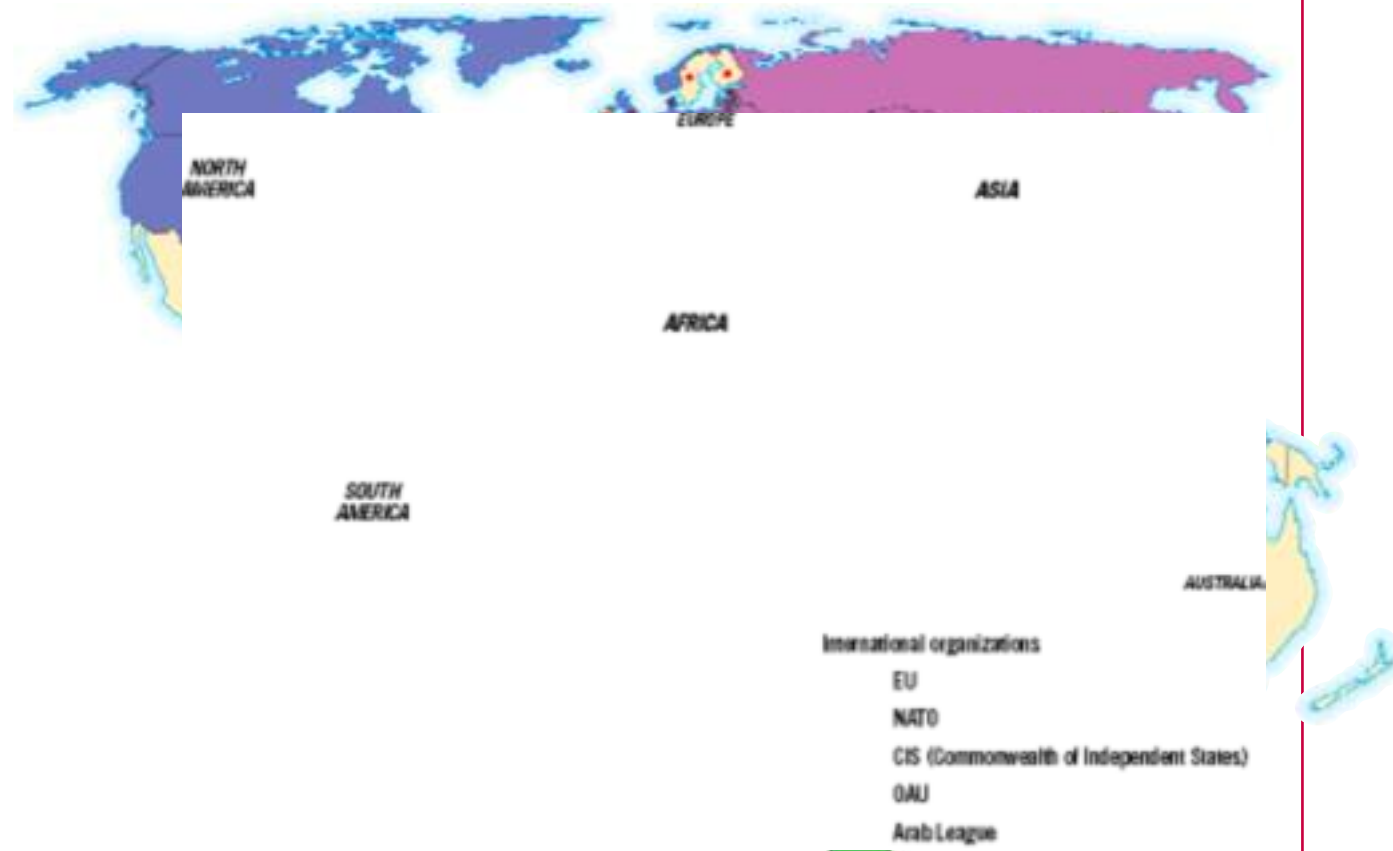 EUROPE
NORTH
AMERICA
ASIA
AFRICA
SOUTH
AMERICA
AUSTRALIA
International organizations
EU
NATO
CIS (Commonwealth of Independent States)
OAU
Arab League